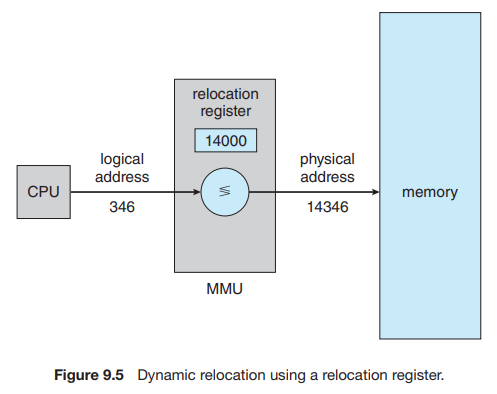 relocation
register
14000
logical
address
346
CPU
≶
physical
address
14346
memory
MMU
Figure 9.5 Dynamic relocation using a relocation register.